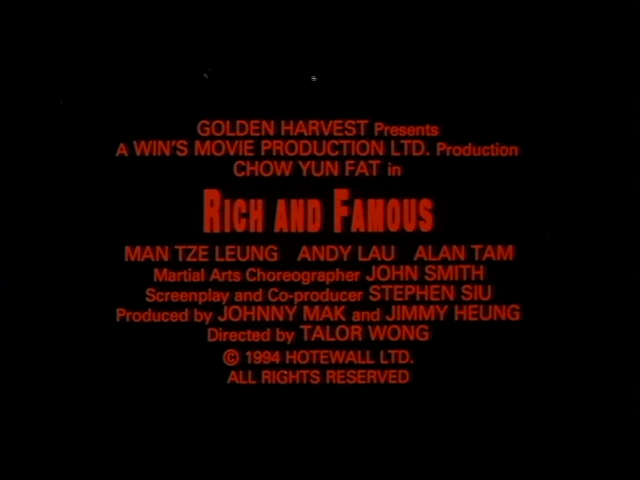 GOLDEN HARVEST Presents
A WIN'S MOVIE PRODUCTION LTD. Production
CHOW YUN FAT in
RICH AND FAMOUS
MAN TZE LEUNG ANDY LAU ALAN TAM
Martial Arts Choreographer JOHN SMITH
Screenplay and Co-producer STEPHEN SIU
Produced by JOHNNY MAK and JIMMY HEUNG
Directed by TALOR WONG
© 1994 HOTEWALL LTD.
ALL RIGHTS RESERVED